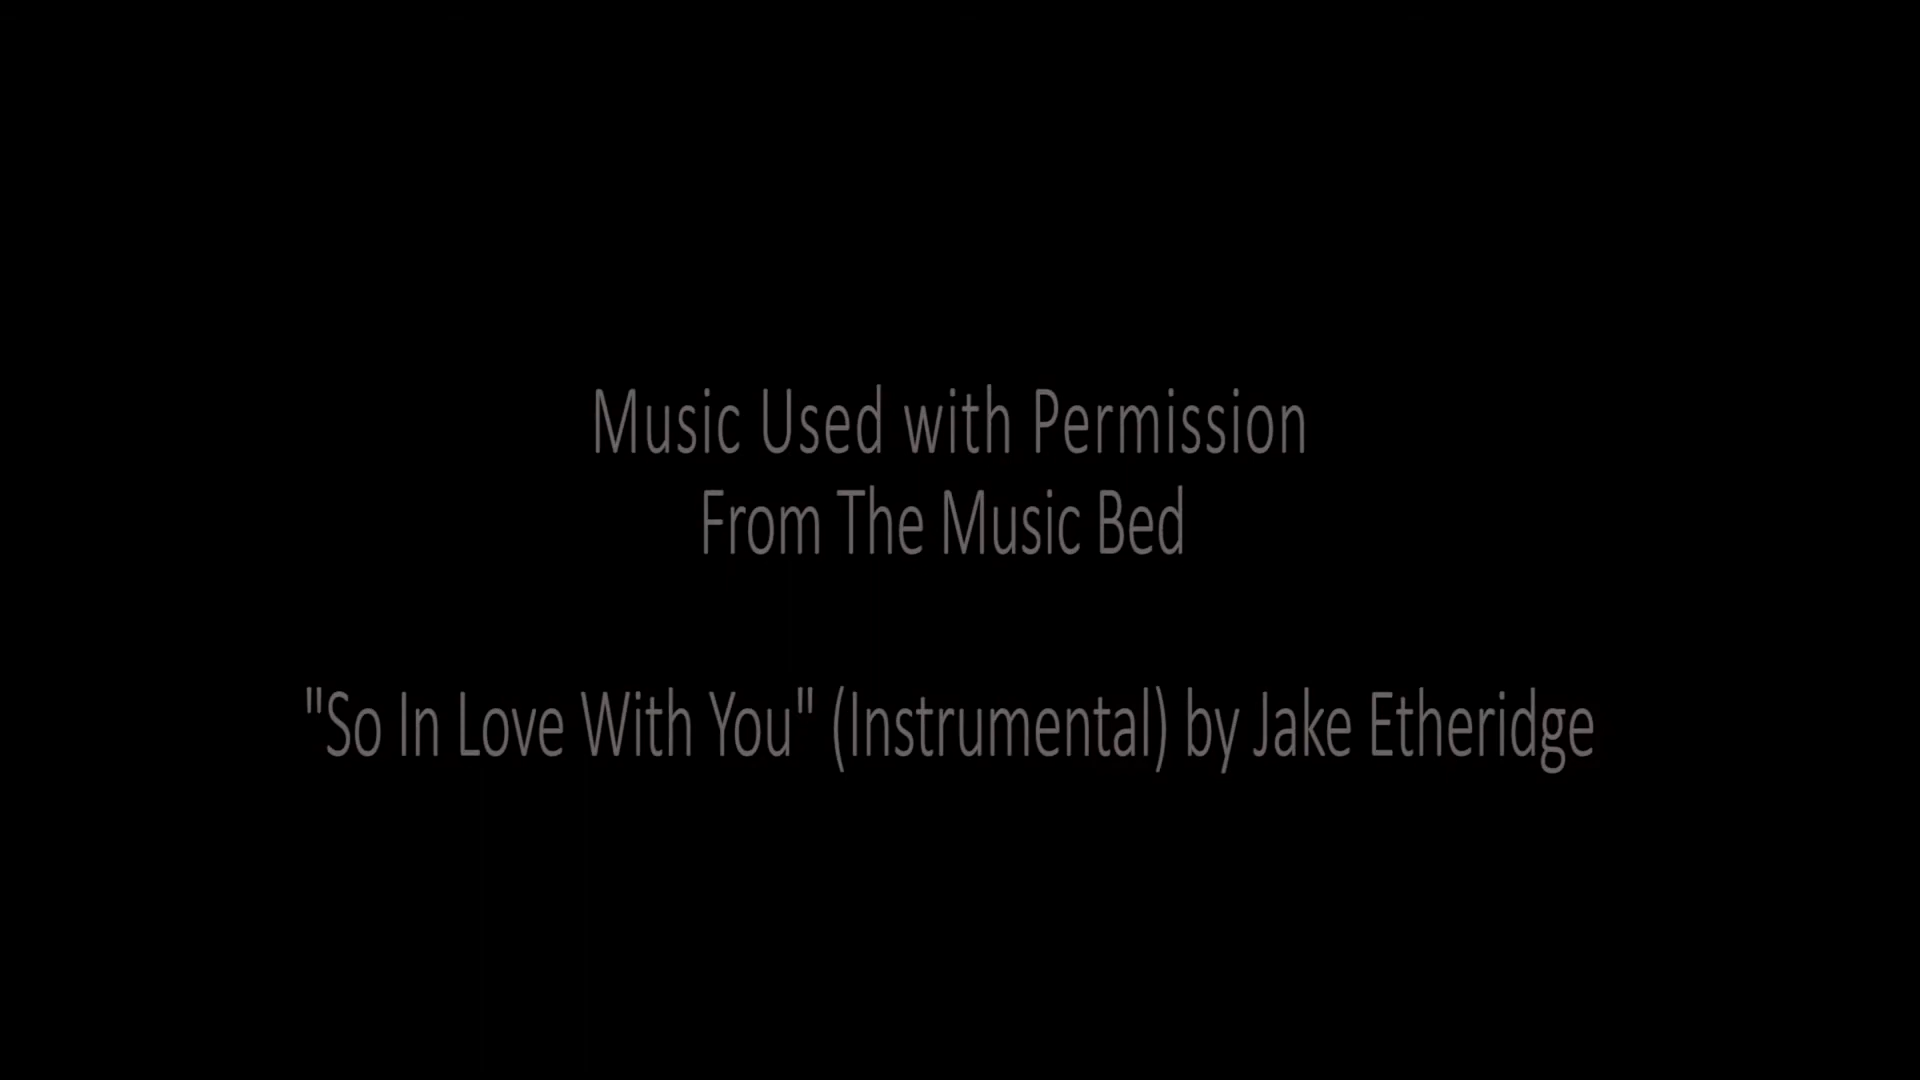 Music Used with Permission
From The Music Bed
"So In Love With You" (Instrumental) by Jake Etheridge